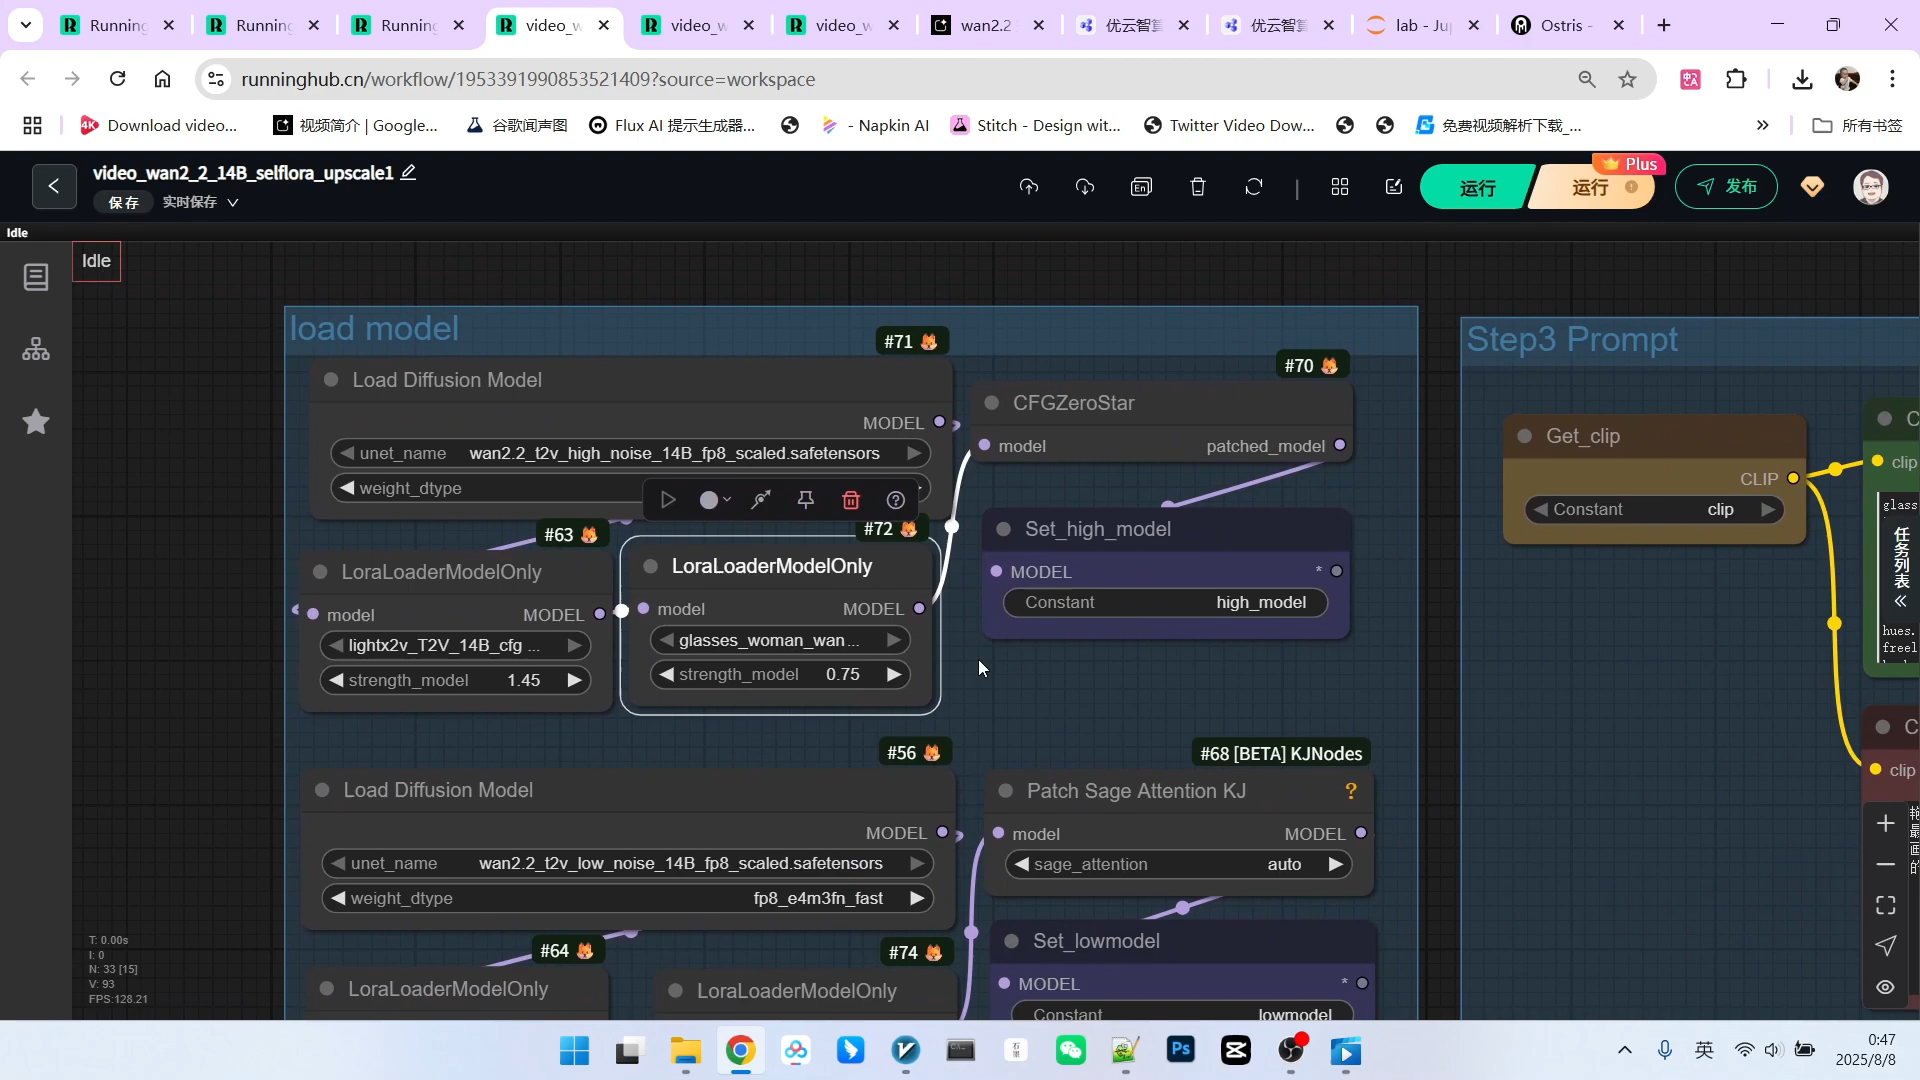 Running
Running
Running
video_w
video_w
video_w
wan2.2
优云智算
优云智算
lab - Ju
Ostris -
runninghub.cn/workflow/1953391990853521409?source=workspace
Download video...
视频简介 | Google...
谷歌闻声图
Flux AI 提示生成器...
- Napkin AI
Stitch - Design wit...
Twitter Video Dow...
免费视频解析下载_...
»
所有书签
video_wan2_2_14B_selflora_upscale1
保存
实时保存
En
运行
运行
Plus
发布
Idle
Idle
load model
#71
Load Diffusion Model
MODEL
unet_name
wan2.2_t2v_high_noise_14B_fp8_scaled.safetensors
weight_dtype
#70
CFGZeroStar
model
patched_model
#63
LoraLoaderModelOnly
model
MODEL
lightx2v_T2V_14B_cfg ...
strength_model
1.45
#72
LoraLoaderModelOnly
model
MODEL
glasses_woman_wan...
strength_model
0.75
Set_high_model
MODEL
*
Constant
high_model
#56
Load Diffusion Model
MODEL
unet_name
wan2.2_t2v_low_noise_14B_fp8_scaled.safetensors
weight_dtype
fp8_e4m3fn_fast
#68 [BETA] KJNodes
Patch Sage Attention KJ
?
model
MODEL
sage_attention
auto
#64
LoraLoaderModelOnly
#74
LoraLoaderModelOnly
Set_lowmodel
MODEL
*
Constant
lowmodel
Step3 Prompt
Get_clip
CLIP
Constant
clip
C
clip
glass
任务列表
«
hues.
freel
C
clip
T: 0.00s
I: 0
N: 33 [15]
V: 93
FPS:128.21
英
0:47
2025/8/8